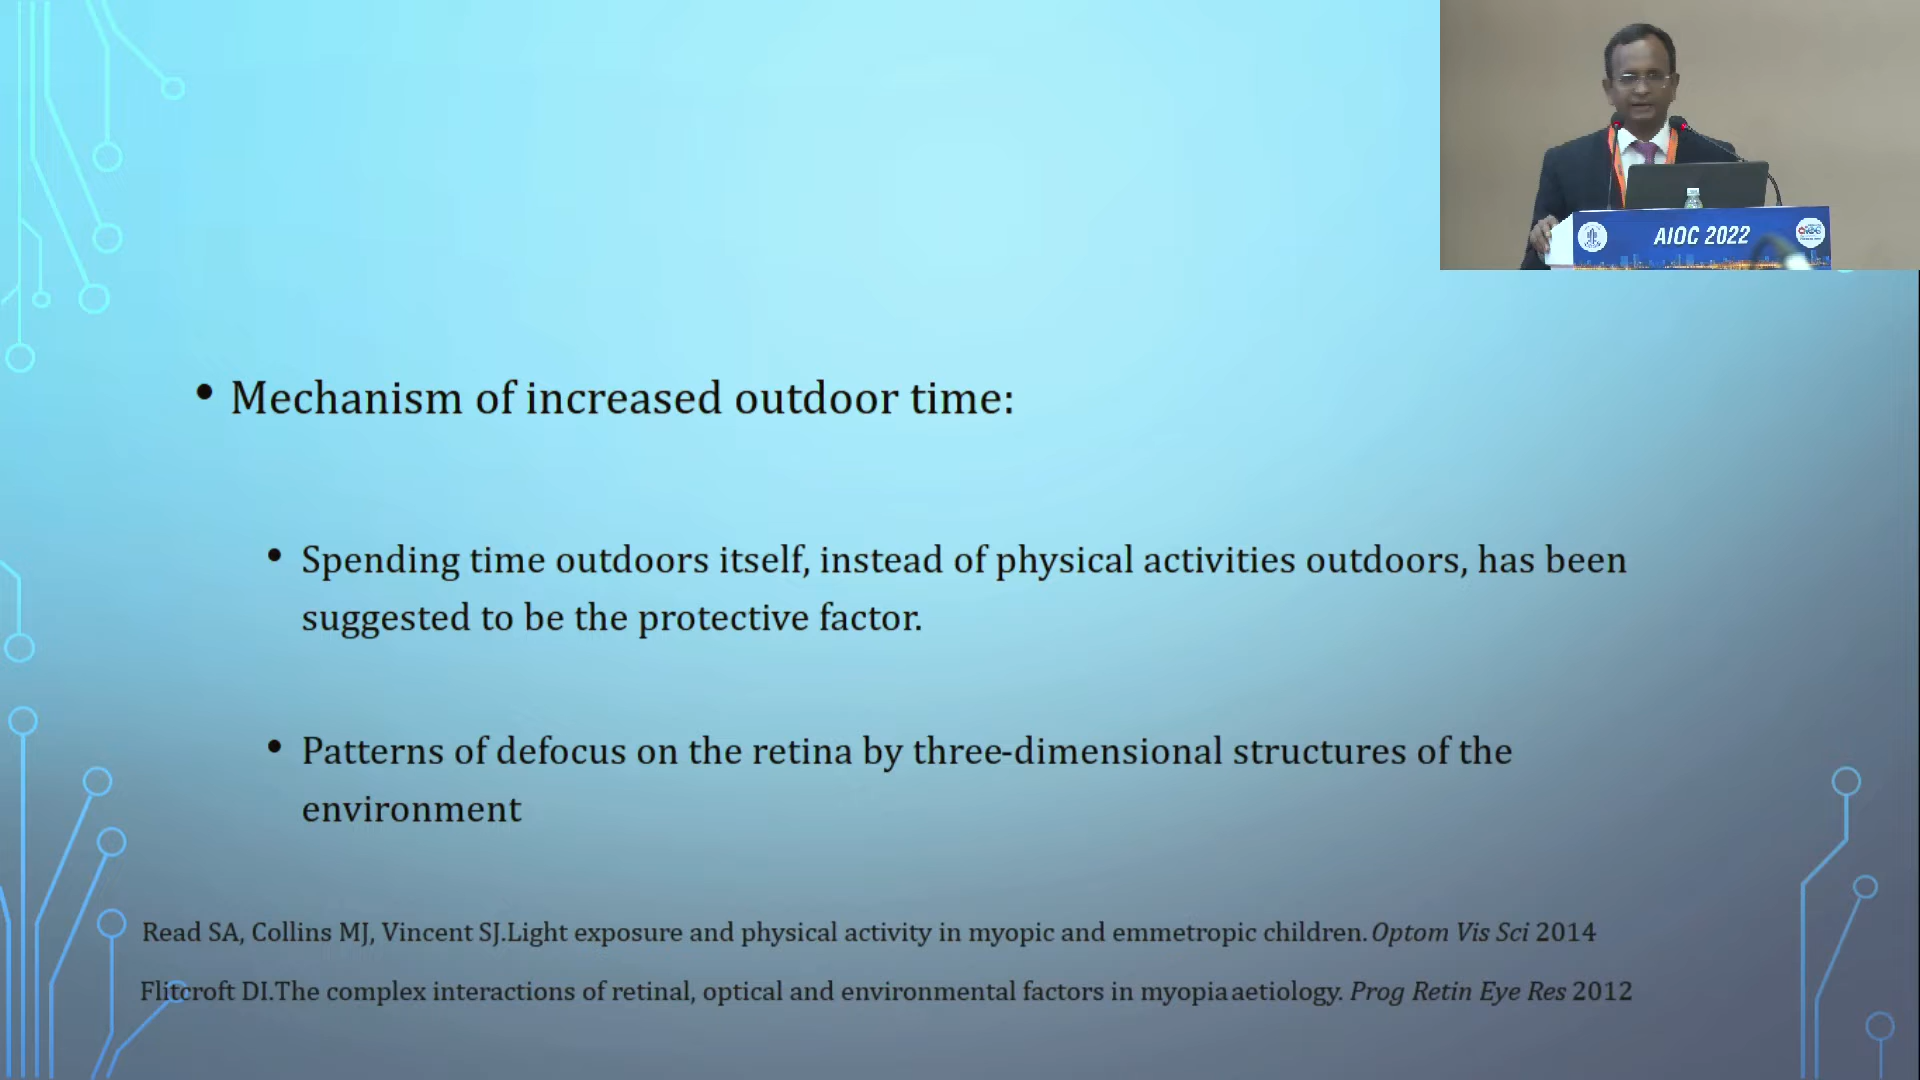 AIOC 2022
• Mechanism of increased outdoor time:
• Spending time outdoors itself, instead of physical activities outdoors, has been
suggested to be the protective factor.
• Patterns of defocus on the retina by three-dimensional structures of the
environment
Read SA, Collins MJ, Vincent SJ.Light exposure and physical activity in myopic and emmetropic children. Optom Vis Sci 2014
Flitcroft DI.The complex interactions of retinal, optical and environmental factors in myopia aetiology. Prog Retin Eye Res 2012